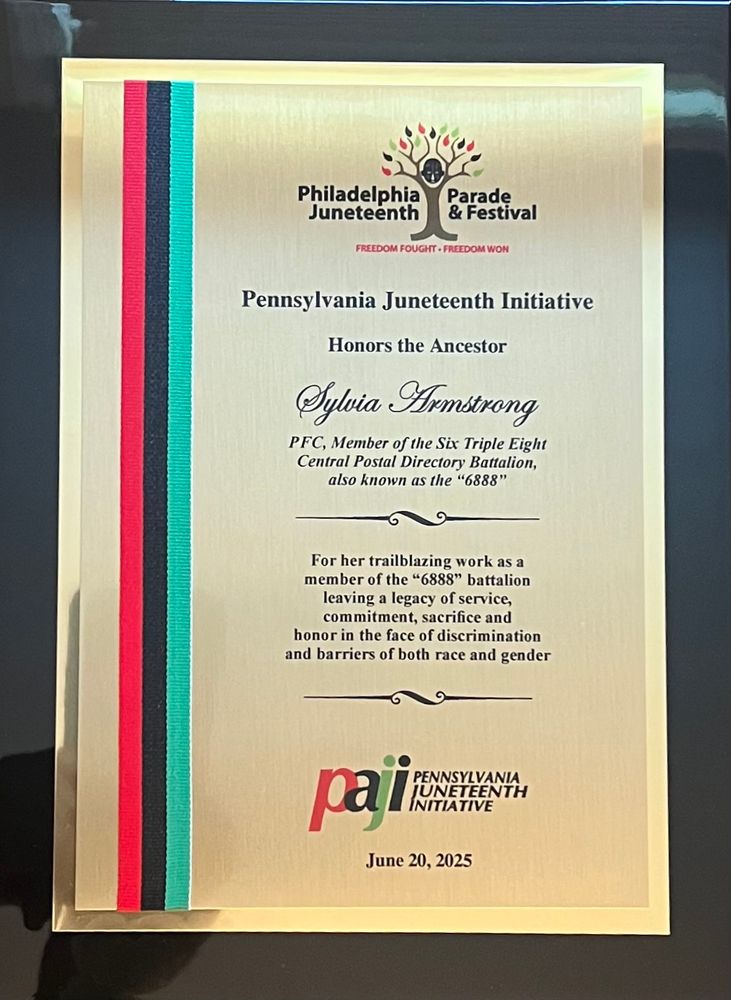 Philadelphia Parade
Juneteenth & Festival
FREEDOM FOUGHT • FREEDOM WON
Pennsylvania Juneteenth Initiative
Honors the Ancestor
Sylvia Armstrong
PFC, Member of the Six Triple Eight
Central Postal Directory Battalion,
also known as the “6888”
For her trailblazing work as a
member of the “6888” battalion
leaving a legacy of service,
commitment, sacrifice and
honor in the face of discrimination
and barriers of both race and gender
paji PENNSYLVANIA
JUNETEENTH
INITIATIVE
June 20, 2025